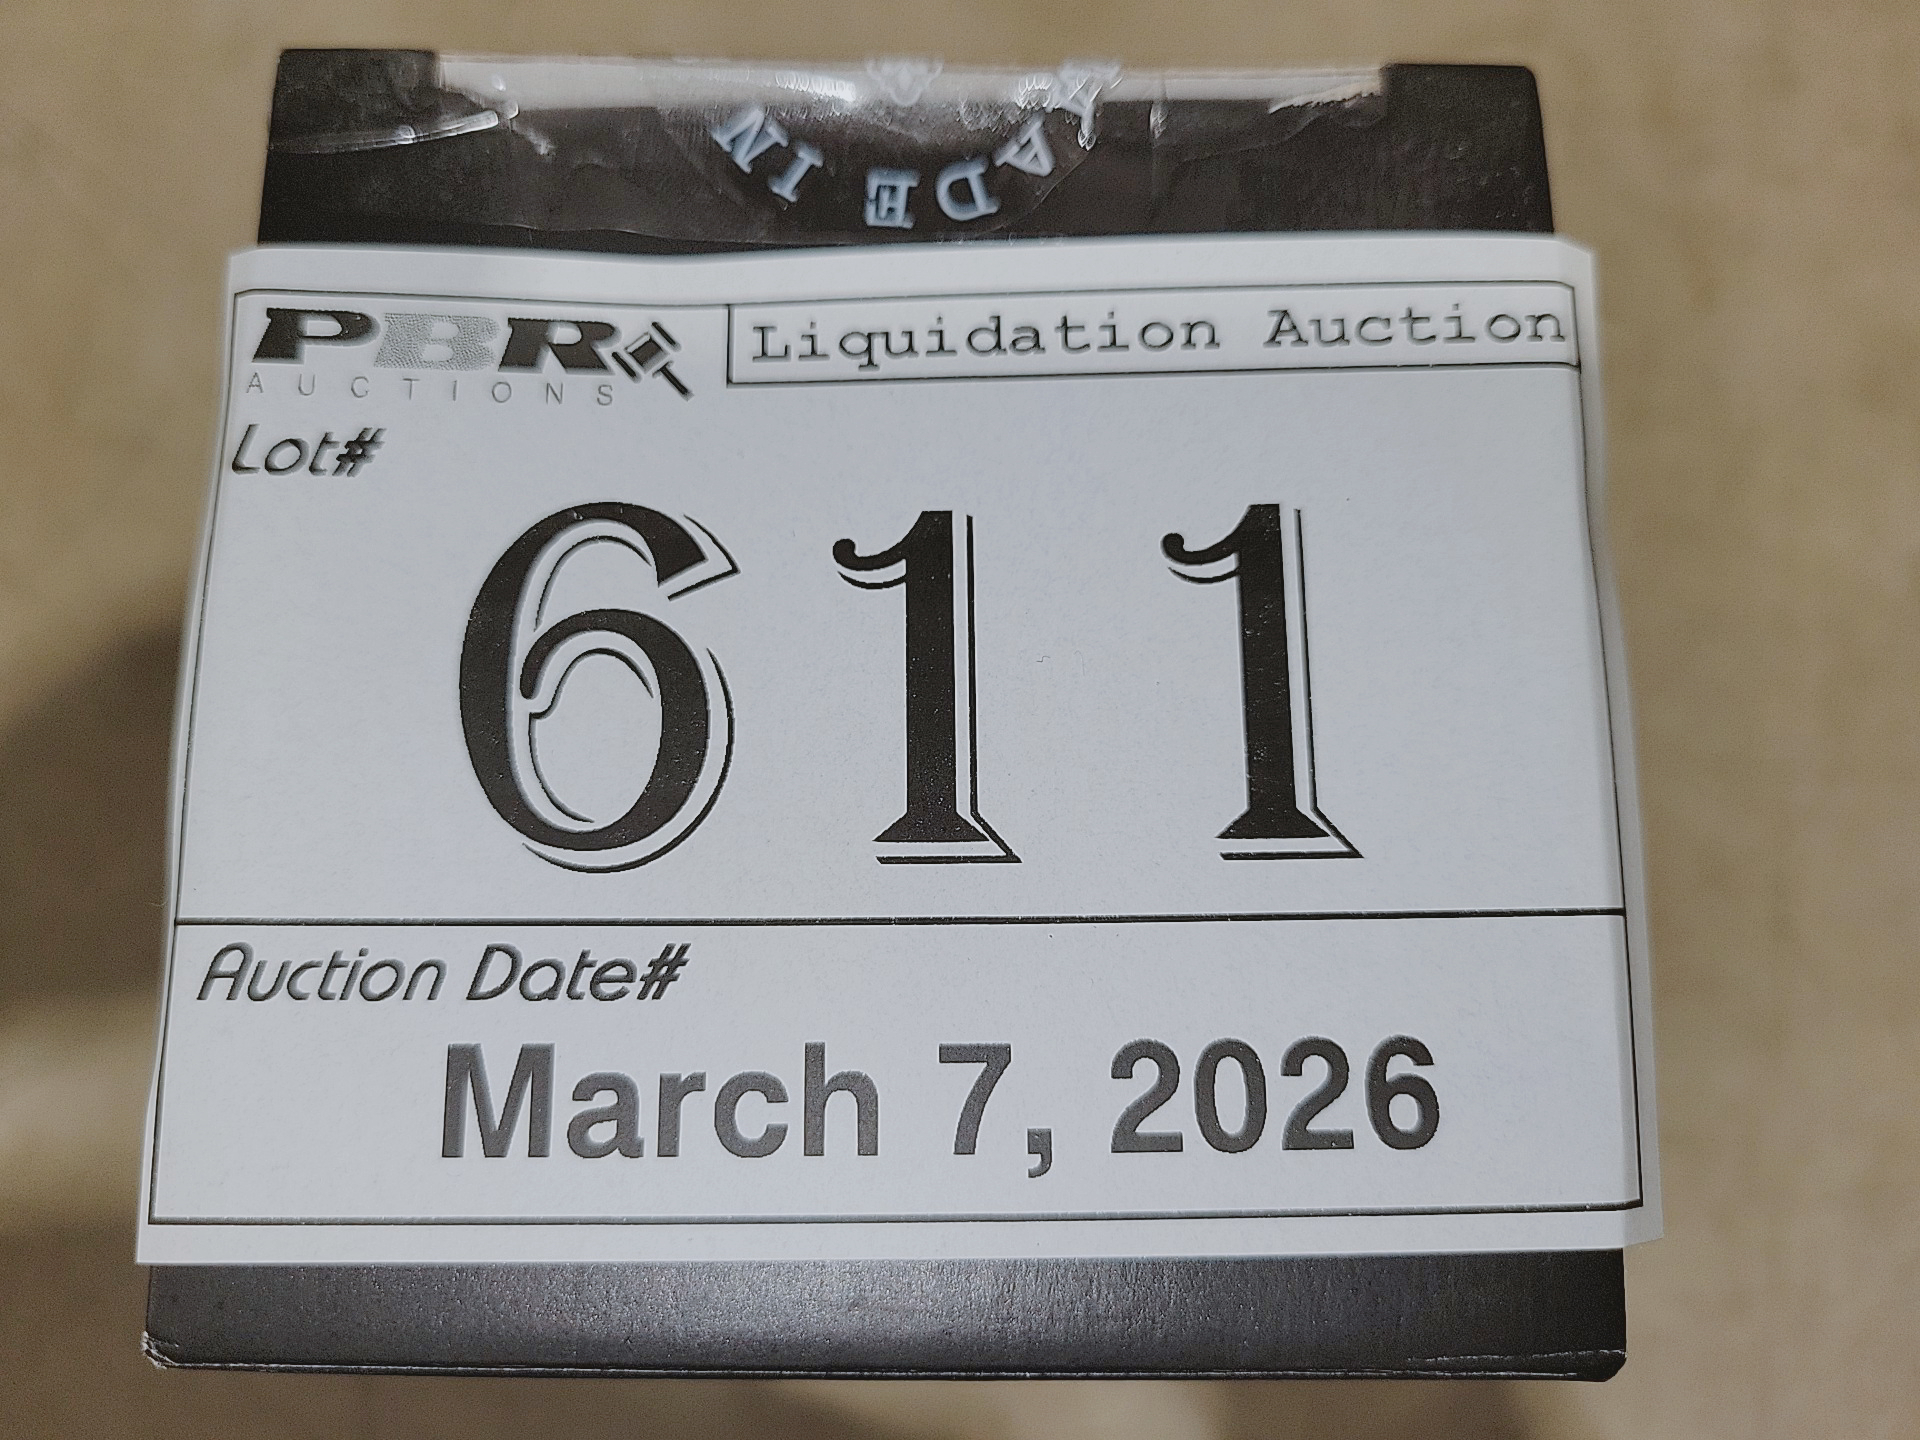 MADE IN
PBR
AUCTIONS
Liquidation Auction
Lot#
611
Auction Date#
March 7, 2026